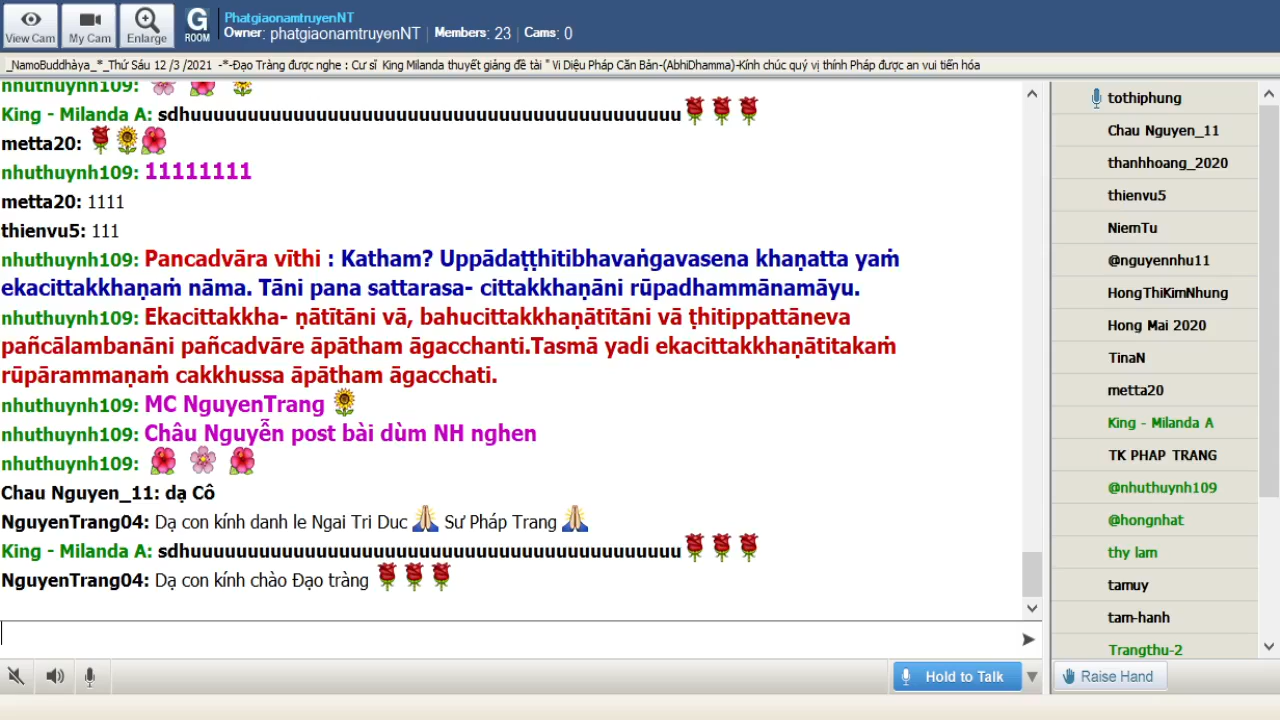 View Cam
My Cam
Enlarge
G
ROOM
PhatgiaonamtruyenNT
Owner: phatgiaonamtruyenNT | Members: 23 | Cams: 0
_NamoBuddhàya_*_Thứ Sáu 12 /3 /2021 -*-Đạo Tràng được nghe : Cư sĩ King Milanda thuyết giảng đề tài " Vi Diệu Pháp Căn Bản-(AbhiDhamma)-Kính chúc quý vị thính Pháp được an vui tiến hóa
nhuthuynh109:
King - Milanda A: sdhuuuuuuuuuuuuuuuuuuuuuuuuuuuuuuuuuuuuuuuuuu
metta20:
nhuthuynh109: 11111111
metta20: 1111
thienvu5: 111
nhuthuynh109: Pancadvāra vīthi : Katham? Uppādaṭṭhitibhavaṅgavasena khaṇatta yaṁ
ekacittakkhaṇaṁ nāma. Tāni pana sattarasa- cittakkhaṇāni rūpadhammānamāyu.
nhuthuynh109: Ekacittakkha- ṇātītāni vā, bahucittakkhaṇātītāni vā ṭhitippattāneva
pañcālambanāni pañcadvāre āpātham āgacchanti.Tasmā yadi ekacittakkhaṇātitakaṁ
rūpārammaṇaṁ cakkhussa āpātham āgacchati.
nhuthuynh109: MC NguyenTrang
nhuthuynh109: Châu Nguyễn post bài dùm NH nghen
nhuthuynh109:
Chau Nguyen_11: dạ Cô
NguyenTrang04: Dạ con kính danh le Ngai Tri Duc Sư Pháp Trang
King - Milanda A: sdhuuuuuuuuuuuuuuuuuuuuuuuuuuuuuuuuuuuuuuuuuu
NguyenTrang04: Dạ con kính chào Đạo tràng
Hold to Talk
tothiphung
Chau Nguyen_11
thanhhoang_2020
thienvu5
NiemTu
@nguyennhu11
HongThiKimNhung
Hong Mai 2020
TinaN
metta20
King - Milanda A
TK PHAP TRANG
@nhuthuynh109
@hongnhat
thy lam
tamuy
tam-hanh
Trangthu-2
Raise Hand